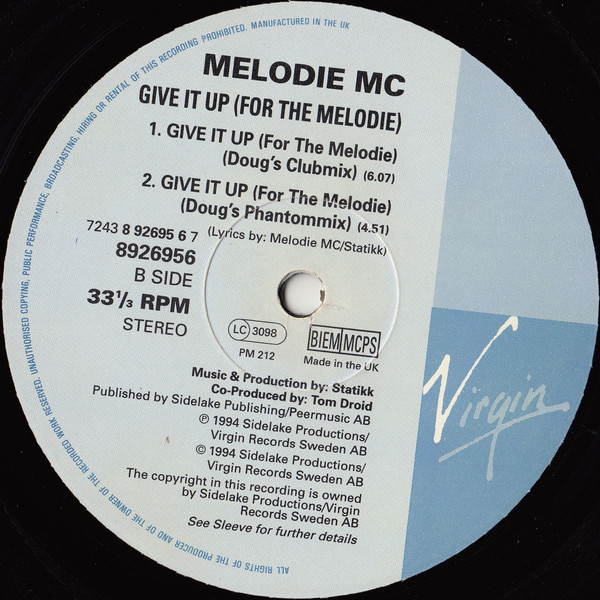 MELODIE MC
GIVE IT UP (FOR THE MELODIE)
1. GIVE IT UP (For The Melodie)
(Doug's Clubmix) (6.07)
2. GIVE IT UP (For The Melodie)
(Doug's Phantommix) (4.51)
(Lyrics by: Melodie MC/Statikk)
7243 8 92695 6 7
8926956
B SIDE
33⅓ RPM
STEREO
LC 3098
BIEM/MCPS
PM 212
Made in the UK
Music & Production by: Statikk
Co-Produced by: Tom Droid
Published by Sidelake Publishing/Peermusic AB
℗ 1994 Sidelake Productions/
Virgin Records Sweden AB
© 1994 Sidelake Productions/
Virgin Records Sweden AB
The copyright in this recording is owned
by Sidelake Productions/Virgin
Records Sweden AB
See Sleeve for further details
Virgin
ALL RIGHTS OF THE PRODUCER AND OF THE OWNER OF THE RECORDED WORK RESERVED. UNAUTHORISED COPYING, PUBLIC PERFORMANCE, BROADCASTING, HIRING OR RENTAL OF THIS RECORDING PROHIBITED. MANUFACTURED IN THE UK